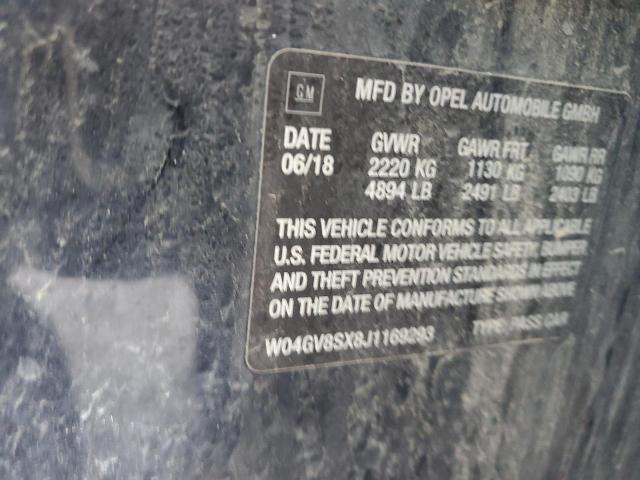 GM MFD BY OPEL AUTOMOBILE GMBH
DATE GVWR GAWR FRT GAWR RR
06/18 2220 KG 1130 KG 1090 KG
4894 LB 2491 LB 2403 LB
THIS VEHICLE CONFORMS TO ALL APPLICABLE
U.S. FEDERAL MOTOR VEHICLE SAFETY, BUMPER
AND THEFT PREVENTION STANDARDS IN EFFECT
ON THE DATE OF MANUFACTURE SHOWN ABOVE
W04GV8SX8J1169293 TYPE: PASS CAR